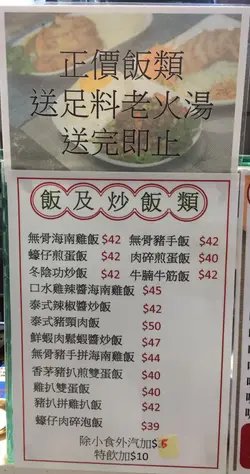 正價飯類
送足料老火湯
送完即止
飯及炒飯類
無骨海南雞飯 $42 無骨豬手飯 $42
蠔仔煎蛋飯 $42 肉碎煎蛋飯 $40
冬陰功炒飯 $42 牛腩牛筋飯 $42
口水雞辣醬海南雞飯 $45
泰式辣椒醬炒飯 $42
泰式豬頸肉飯 $50
鮮蝦肉鬆蝦醬炒飯 $47
無骨豬手拼海南雞飯 $44
香茅豬扒煎雙蛋飯 $40
雞扒雙蛋飯 $40
豬扒拼雞扒飯 $42
蠔仔肉碎泡飯 $39
除小食外汽加$.5
特飲加$10